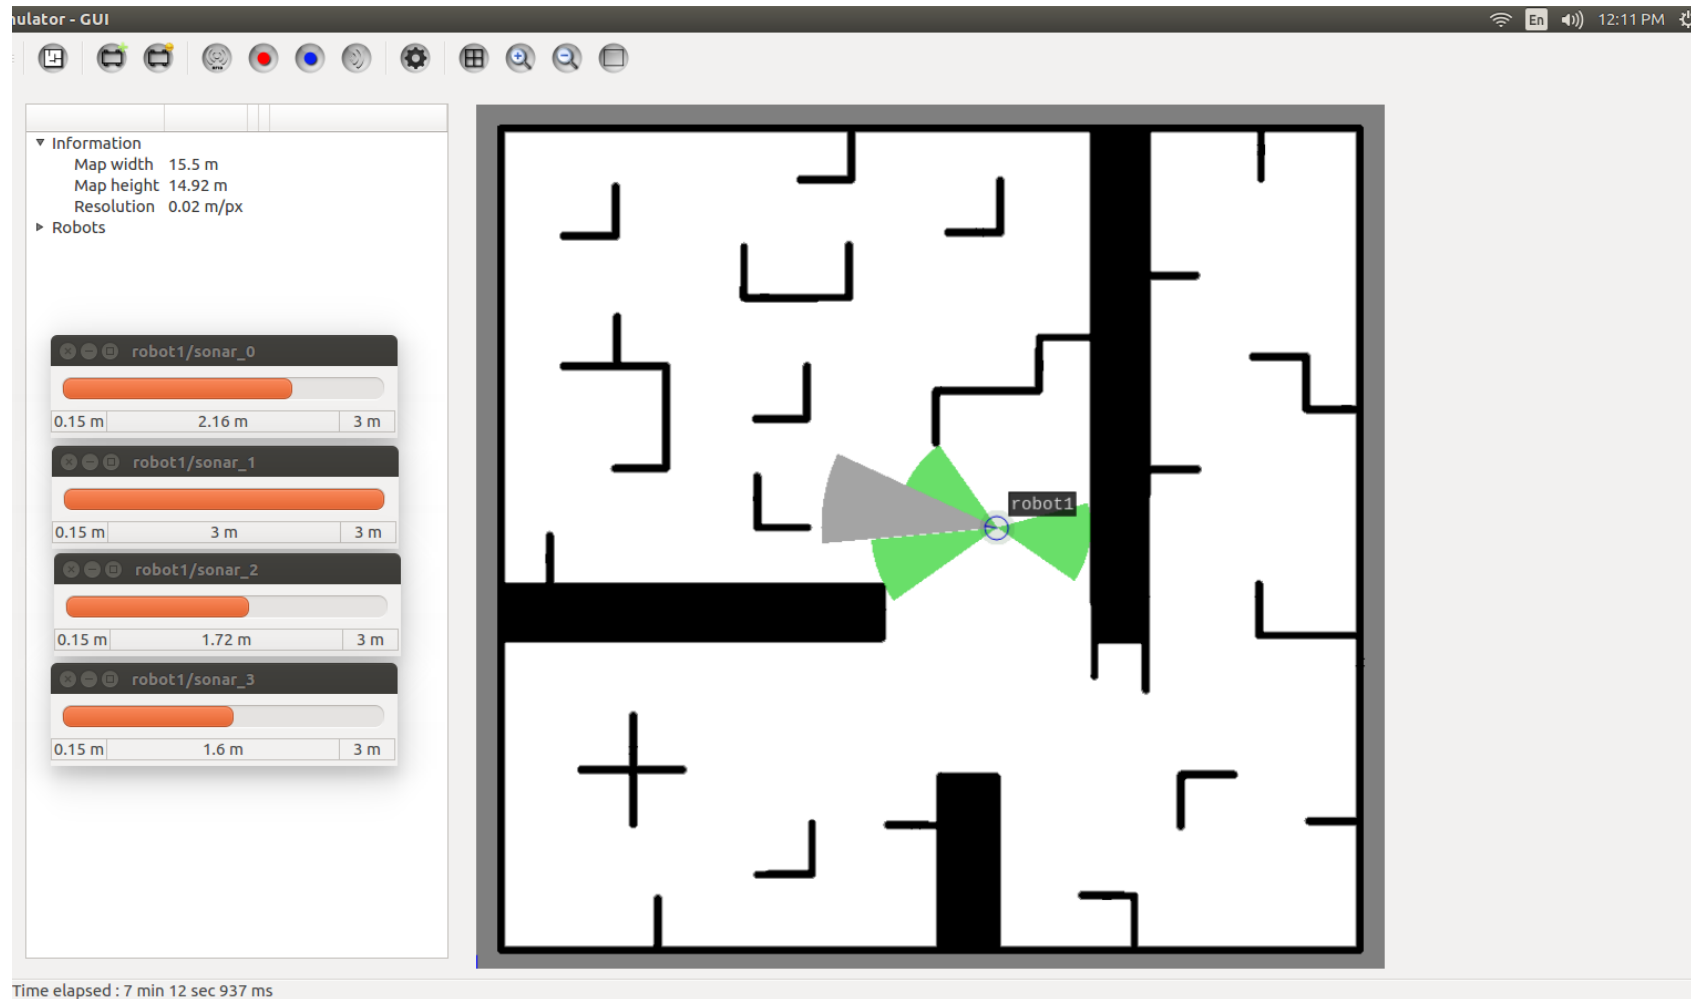 ulator - GUI
En 12:11 PM
Information
Map width 15.5 m
Map height 14.92 m
Resolution 0.02 m/px
Robots
robot1/sonar_0
0.15 m 2.16 m 3 m
robot1/sonar_1
0.15 m 3 m 3 m
robot1/sonar_2
0.15 m 1.72 m 3 m
robot1/sonar_3
0.15 m 1.6 m 3 m
robot1
Time elapsed : 7 min 12 sec 937 ms